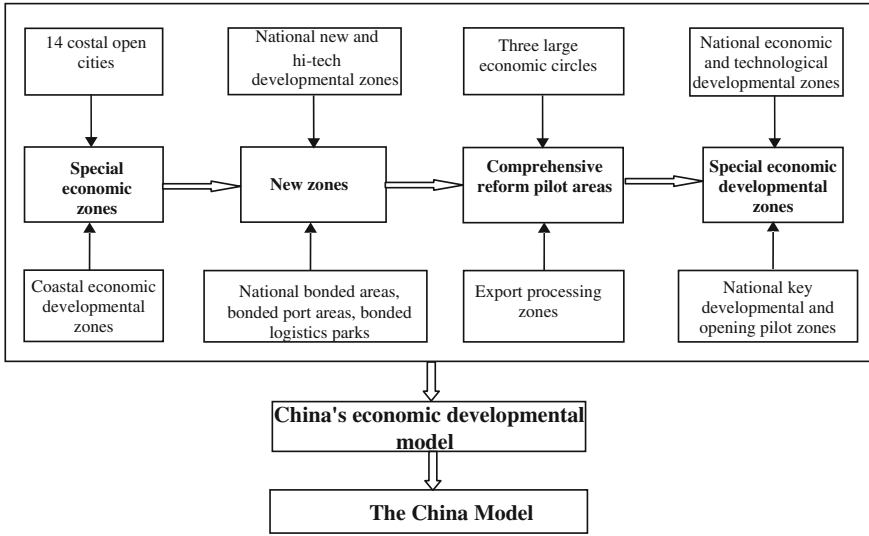 14 costal open
cities
National new and
hi-tech
developmental zones
Three large
economic circles
National economic
and technological
developmental zones
Special
economic
zones
New zones
Comprehensive
reform pilot areas
Special economic
developmental
zones
Coastal economic
developmental
zones
National bonded areas,
bonded port areas, bonded
logistics parks
Export processing
zones
National key
developmental and
opening pilot zones
China's economic developmental
model
The China Model